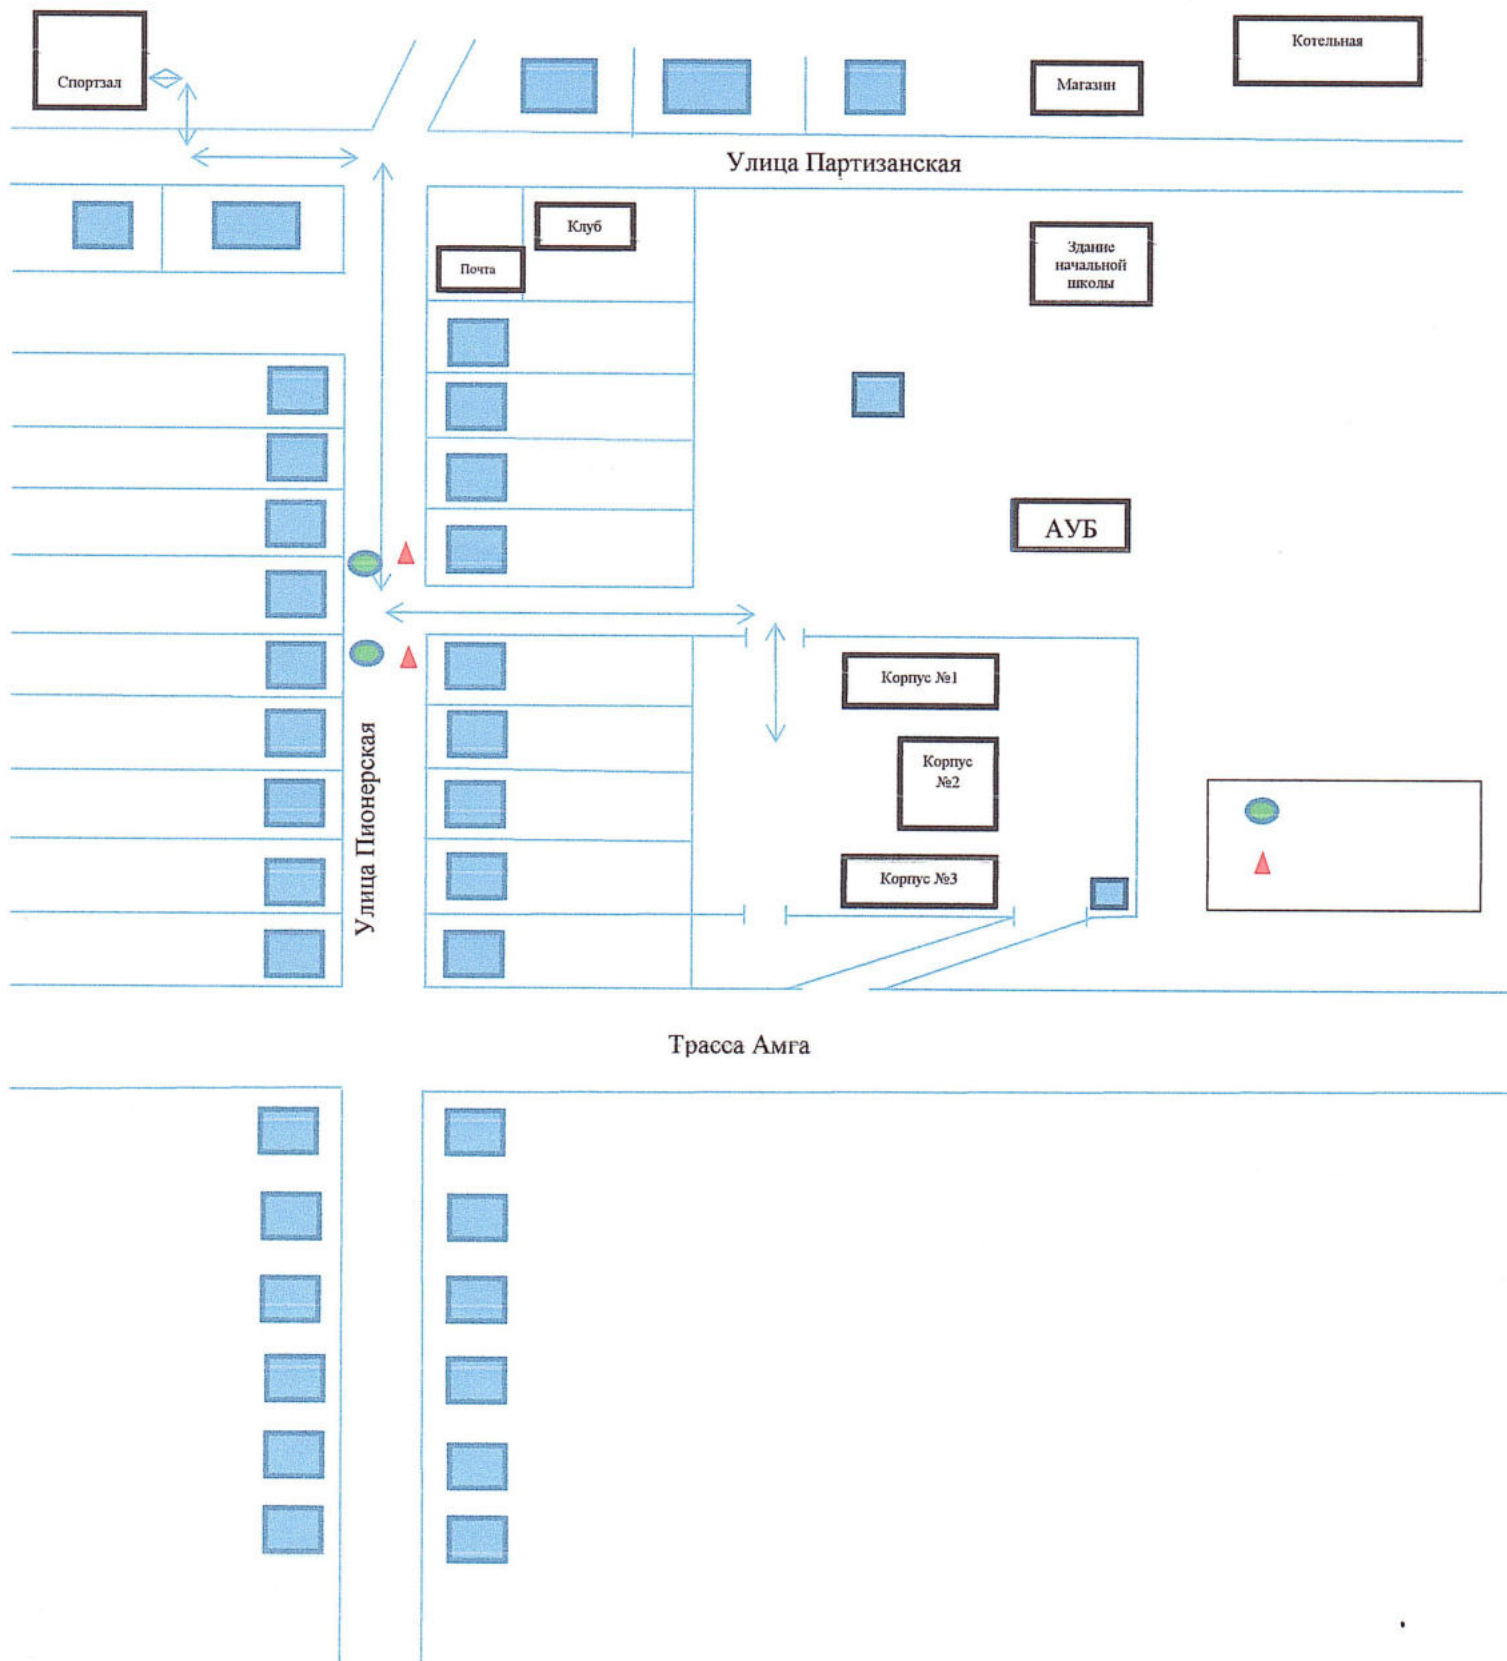 Котельная
Спортзал
Магазин
Улица Партизанская
Клуб
Здание
начальной
школы
Почта
АУБ
Корпус №1
Улица Пионерская
Корпус
№2
Корпус №3
Трасса Амга